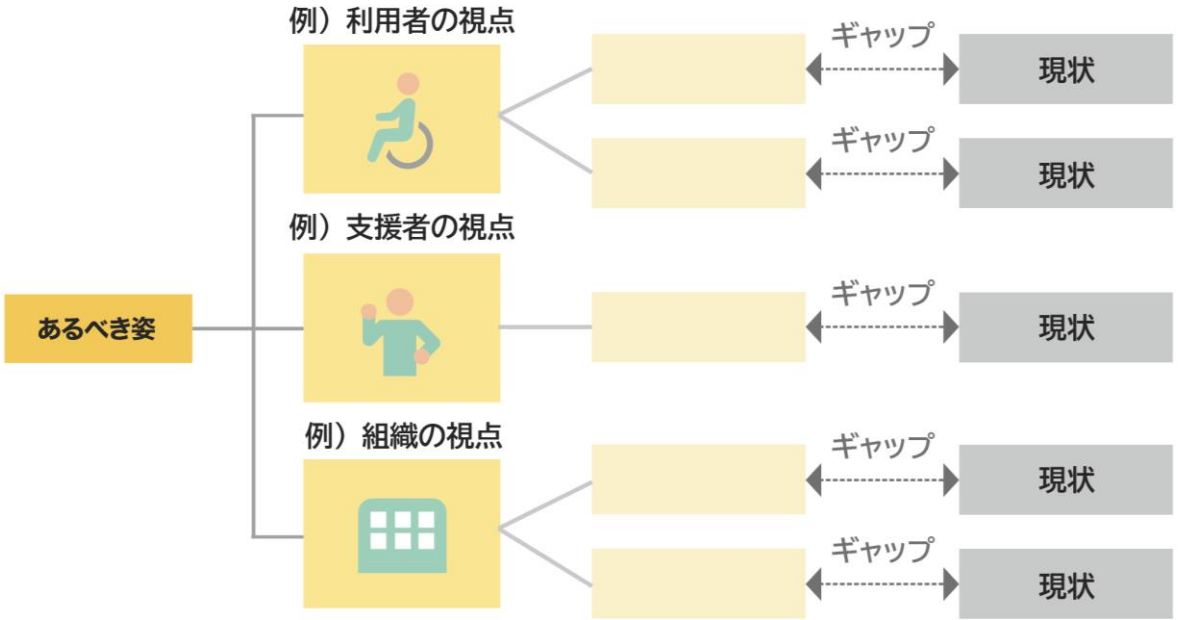 例）利用者の視点
ギャップ
現状
ギャップ
現状
例）支援者の視点
あるべき姿
ギャップ
現状
例）組織の視点
ギャップ
現状
ギャップ
現状